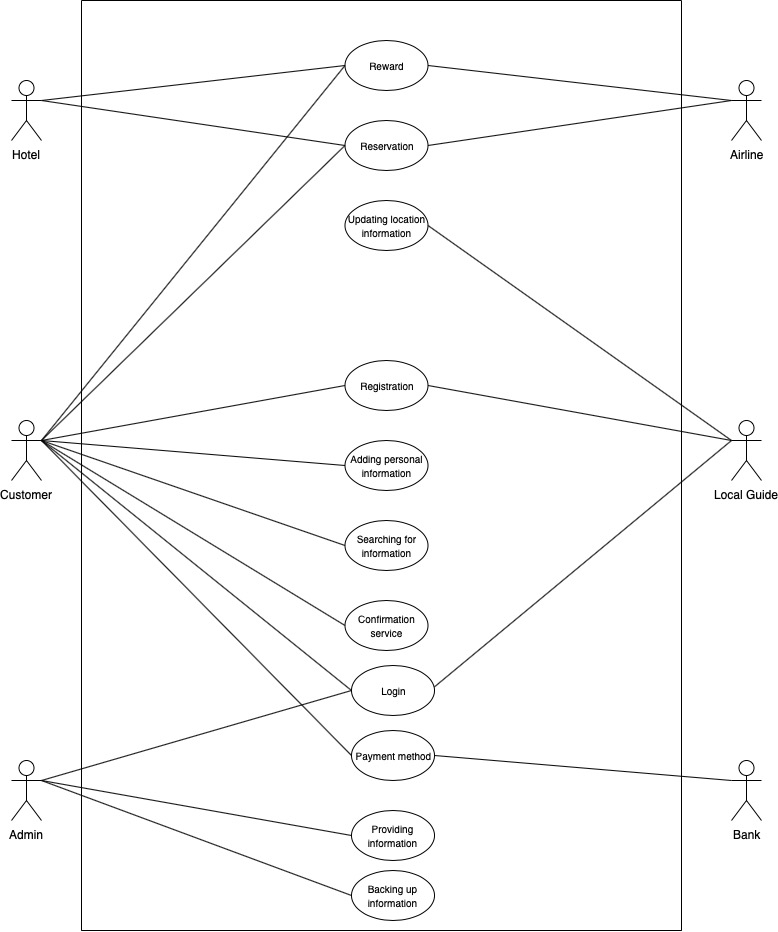 Reward
Hotel
Reservation
Airline
Updating location
information
Registration
Adding personal
information
Customer
Local Guide
Searching for
information
Confirmation
service
Login
Payment method
Admin
Providing
information
Bank
Backing up
information